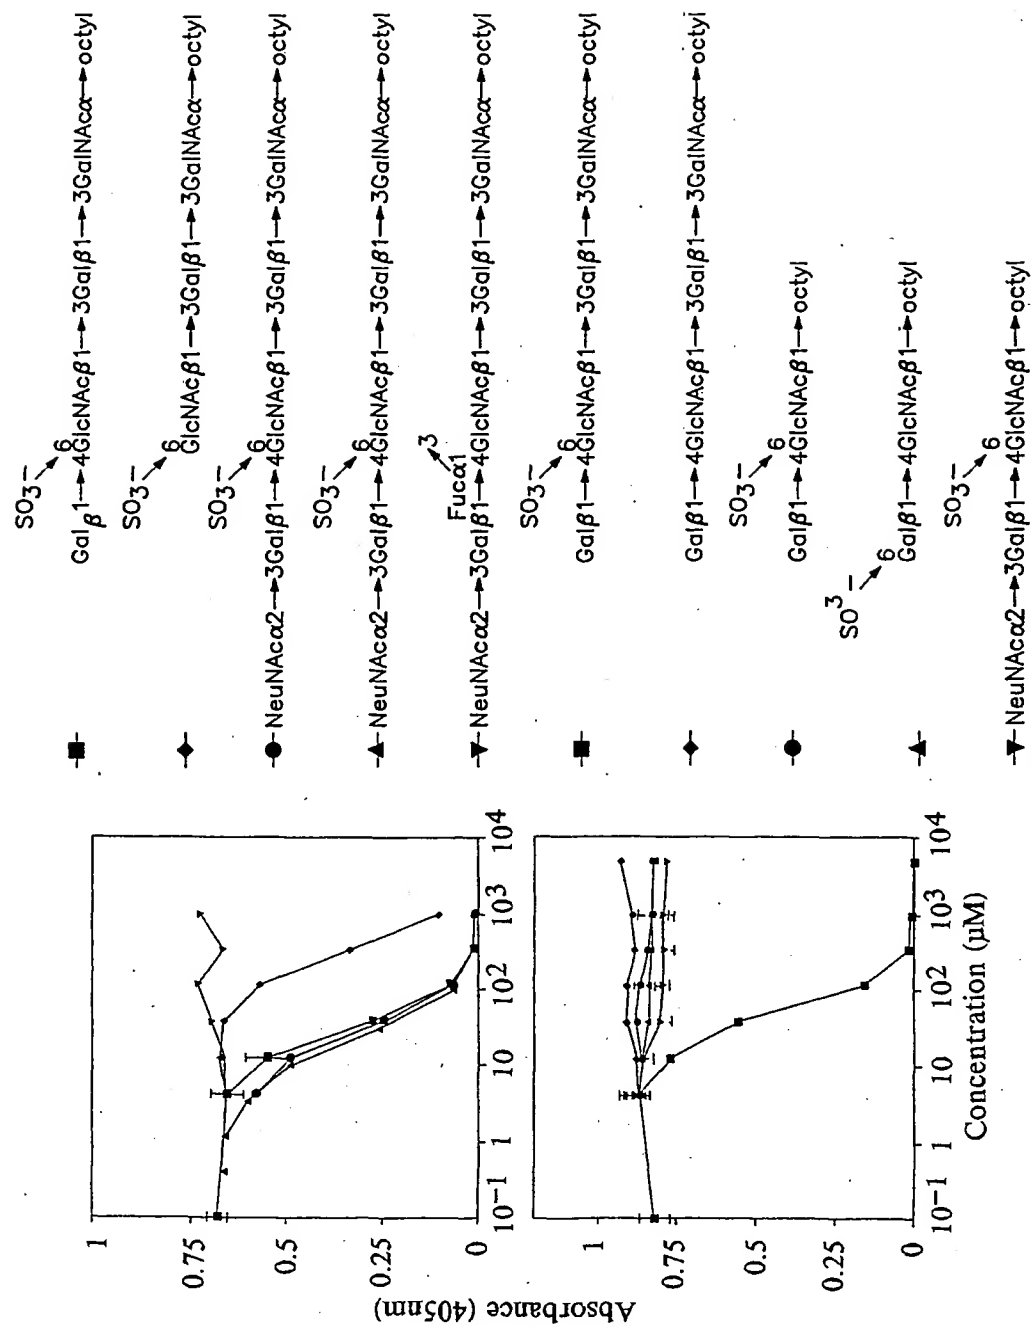 SO3−
6
Galβ1→4GlcNAcβ1→3Galβ1→3GalNAcα→octyl
SO3−
6
GlcNAcβ1→3Galβ1→3GalNAcα→octyl
SO3−
6
NeuNAcα2→3Galβ1→4GlcNAcβ1→3Galβ1→3GalNAcα→octyl
SO3−
6
NeuNAcα2→3Galβ1→4GlcNAcβ1→3Galβ1→3GalNAcα→octyl
Fucα1
3
NeuNAcα2→3Galβ1→4GlcNAcβ1→3Galβ1→3GalNAcα→octyl
SO3−
6
Galβ1→4GlcNAcβ1→3Galβ1→3GalNAcα→octyl
Galβ1→4GlcNAcβ1→3Galβ1→3GalNAcα→octyl
SO3−
6
Galβ1→4GlcNAcβ1→octyl
SO3−
6
Galβ1→4GlcNAcβ1→octyl
SO3−
6
NeuNAcα2→3Galβ1→4GlcNAcβ1→octyl
Absorbance (405nm)
1
0.75
0.5
0.25
0
10−1
1
10
102
103
104
1
0.75
0.5
0.25
0
10−1
1
10
102
103
104
Concentration (µM)